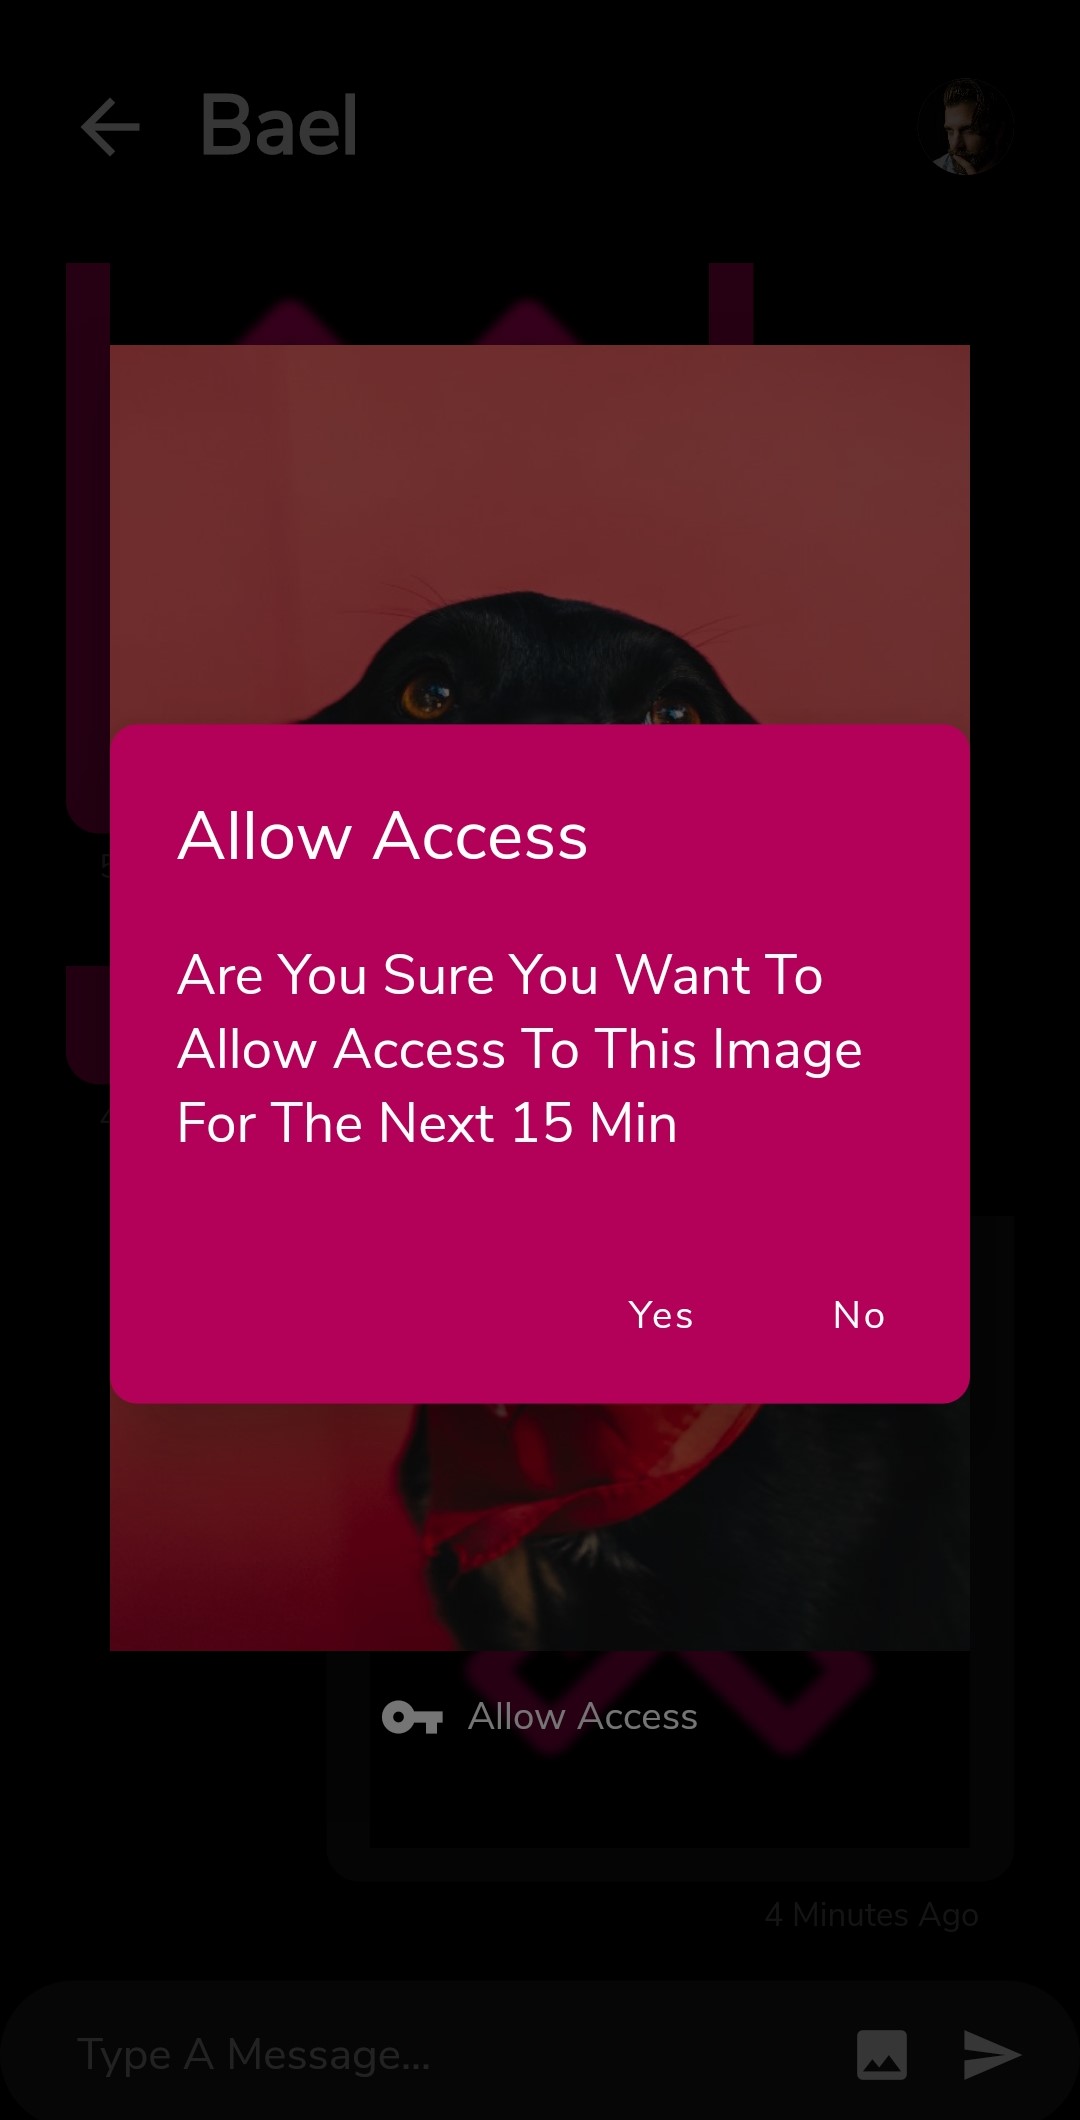 Bael
Allow Access
Are You Sure You Want To
Allow Access To This Image
For The Next 15 Min
Yes No
Allow Access
4 Minutes Ago
Type A Message...